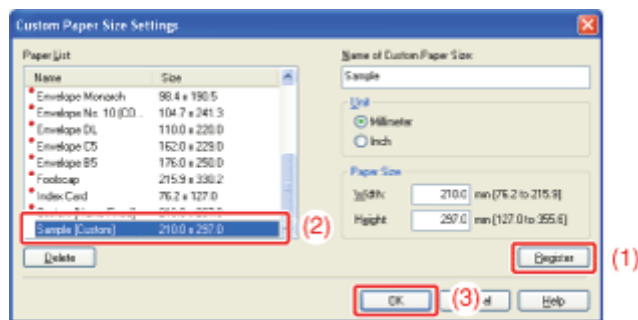 Custom Paper Size Settings
Paper List
Name Size
Envelope Monarch 98.4 x 190.5
Envelope No. 10 (CO... 104.7 x 241.3
Envelope DL 110.0 x 220.0
Envelope C5 162.0 x 229.0
Envelope B5 176.0 x 250.0
Foolscap 215.9 x 330.2
Index Card 76.2 x 127.0
Sample (Custom) 210.0 x 297.0
(2)
Delete
Name of Custom Paper Size:
Sample
Unit
Millimeter
Inch
Paper Size
Width: 210.0 mm [76.2 to 215.9]
Height: 297.0 mm [127.0 to 355.6]
Register
(1)
OK
(3)
Help